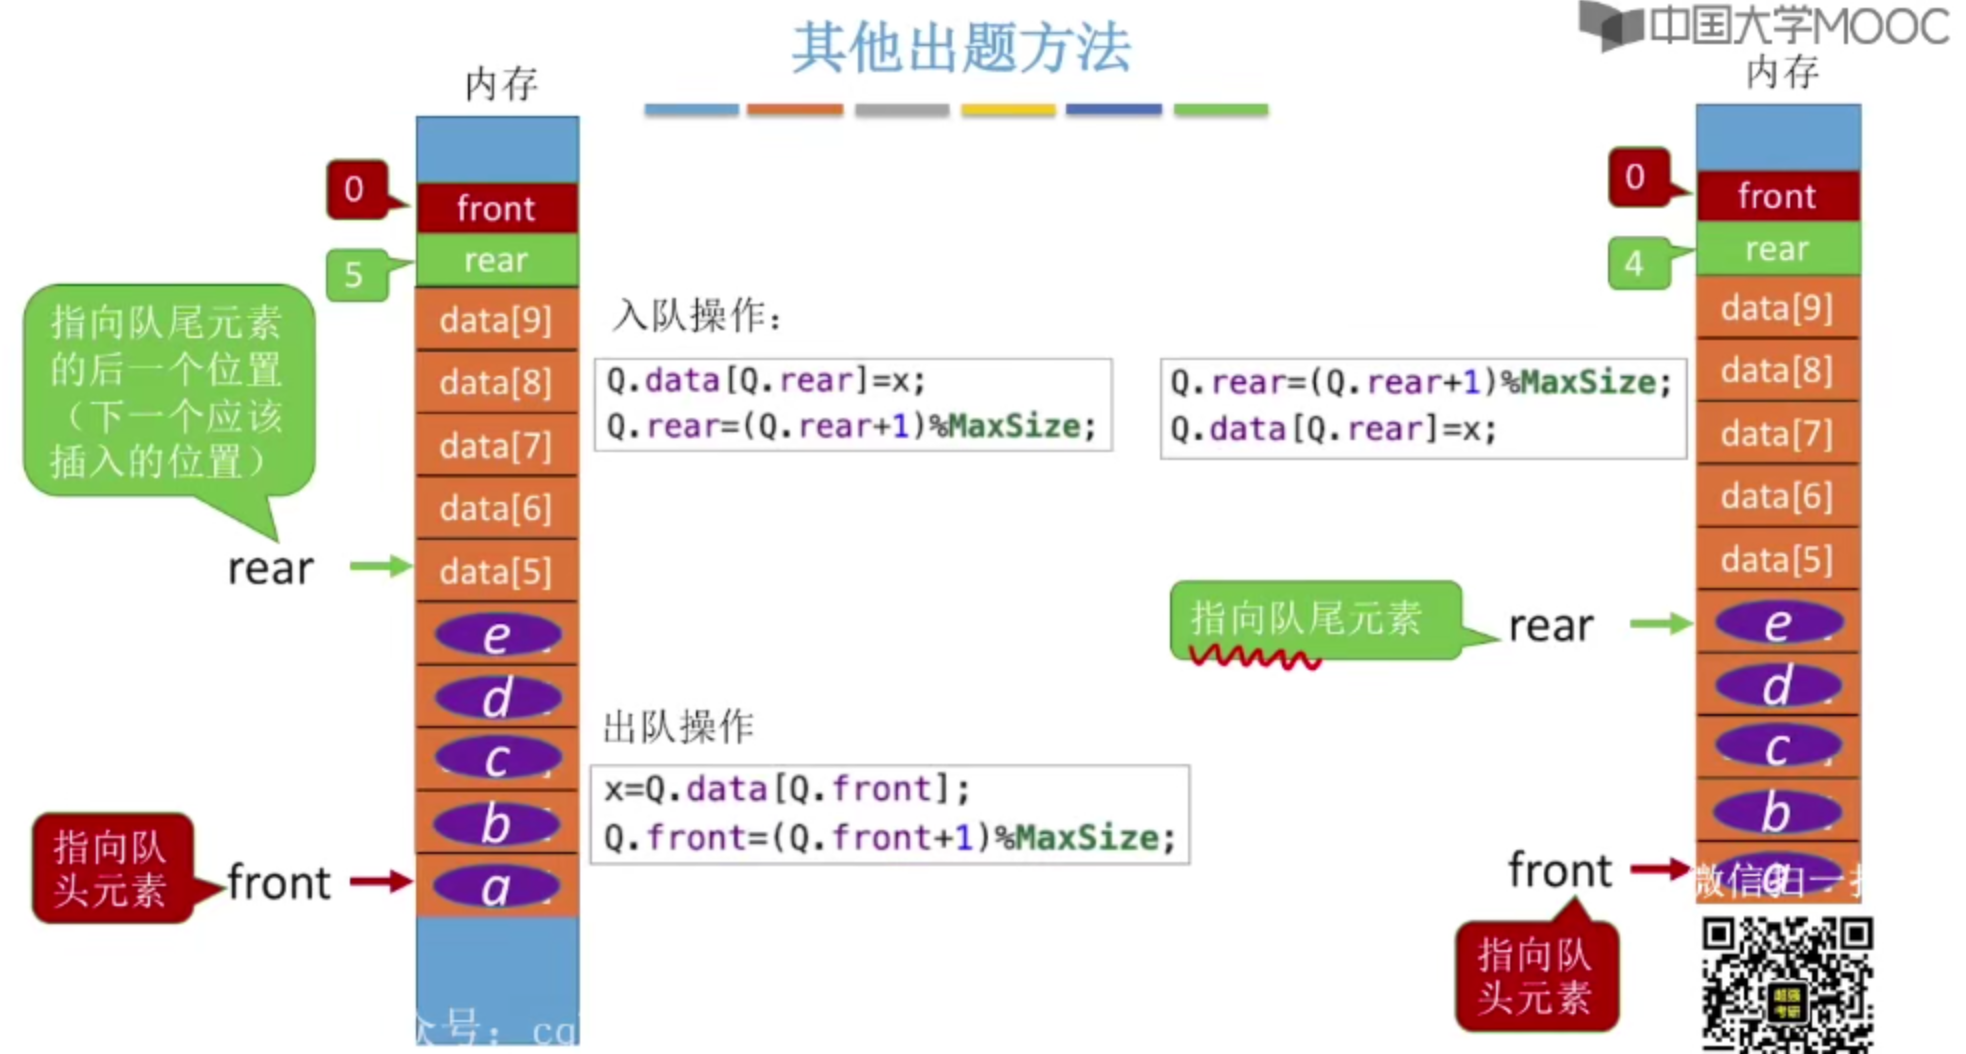 其他出题方法
中国大学MOOC
内存
0
front
5
rear
指向队尾元素
的后一个位置
（下一个应该
插入的位置）
data[9]
data[8]
data[7]
data[6]
rear
data[5]
e
d
c
b
指向队
头元素
front
a
入队操作：
Q.data[Q.rear]=x;
Q.rear=(Q.rear+1)%MaxSize;
Q.rear=(Q.rear+1)%MaxSize;
Q.data[Q.rear]=x;
出队操作
x=Q.data[Q.front];
Q.front=(Q.front+1)%MaxSize;
内存
0
front
4
rear
data[9]
data[8]
data[7]
data[6]
data[5]
指向队尾元素
rear
e
d
c
b
front
a
微信扫一
指向队
头元素
众号：cq
超强
考研